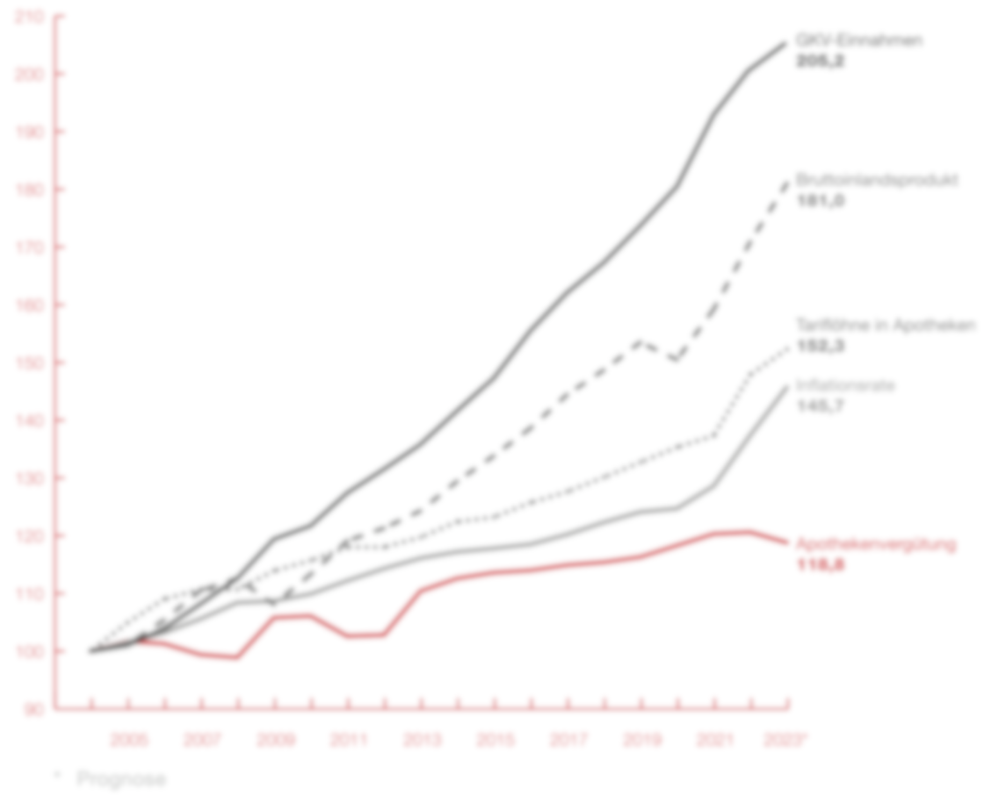 210
GKV-Einnahmen
205,2
200
190
Bruttoinlandsprodukt
180
181,0
170
160
Tariflöhne in Apotheken
152,3
150
Inflationsrate
145,7
140
130
120
Apothekenvergütung
118,8
110
100
90
2005 2007 2009 2011 2013 2015 2017 2019 2021 2023*
* Prognose